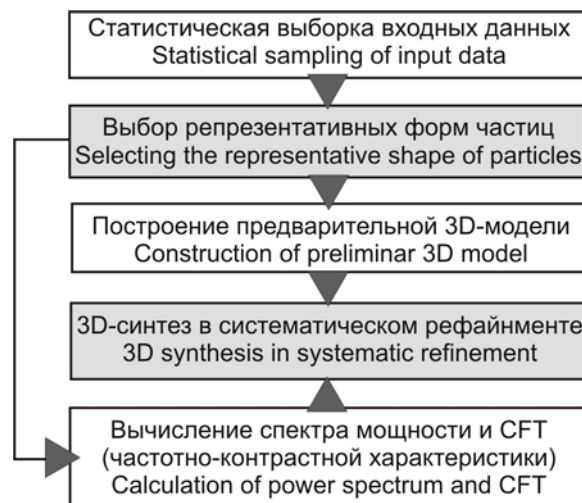 Статистическая выборка входных данных
Statistical sampling of input data
Выбор репрезентативных форм частиц
Selecting the representative shape of particles
Построение предварительной 3D-модели
Construction of preliminar 3D model
3D-синтез в систематическом рефайнменте
3D synthesis in systematic refinement
Вычисление спектра мощности и CFT
(частотно-контрастной характеристики)
Calculation of power spectrum and CFT